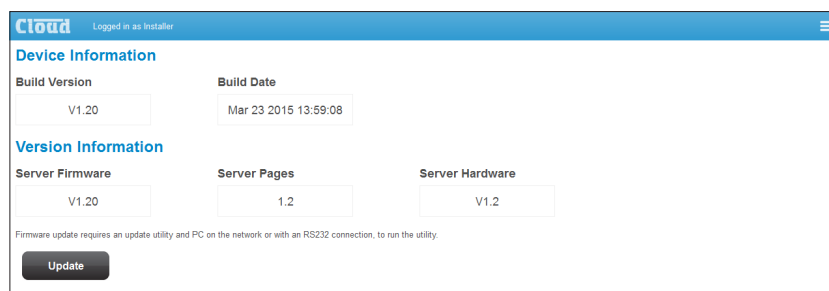 Cloud Logged in as Installer
Device Information
Build Version Build Date
V1.20 Mar 23 2015 13:59:08
Version Information
Server Firmware Server Pages Server Hardware
V1.20 1.2 V1.2
Firmware update requires an update utility and PC on the network or with an RS232 connection, to run the utility.
Update